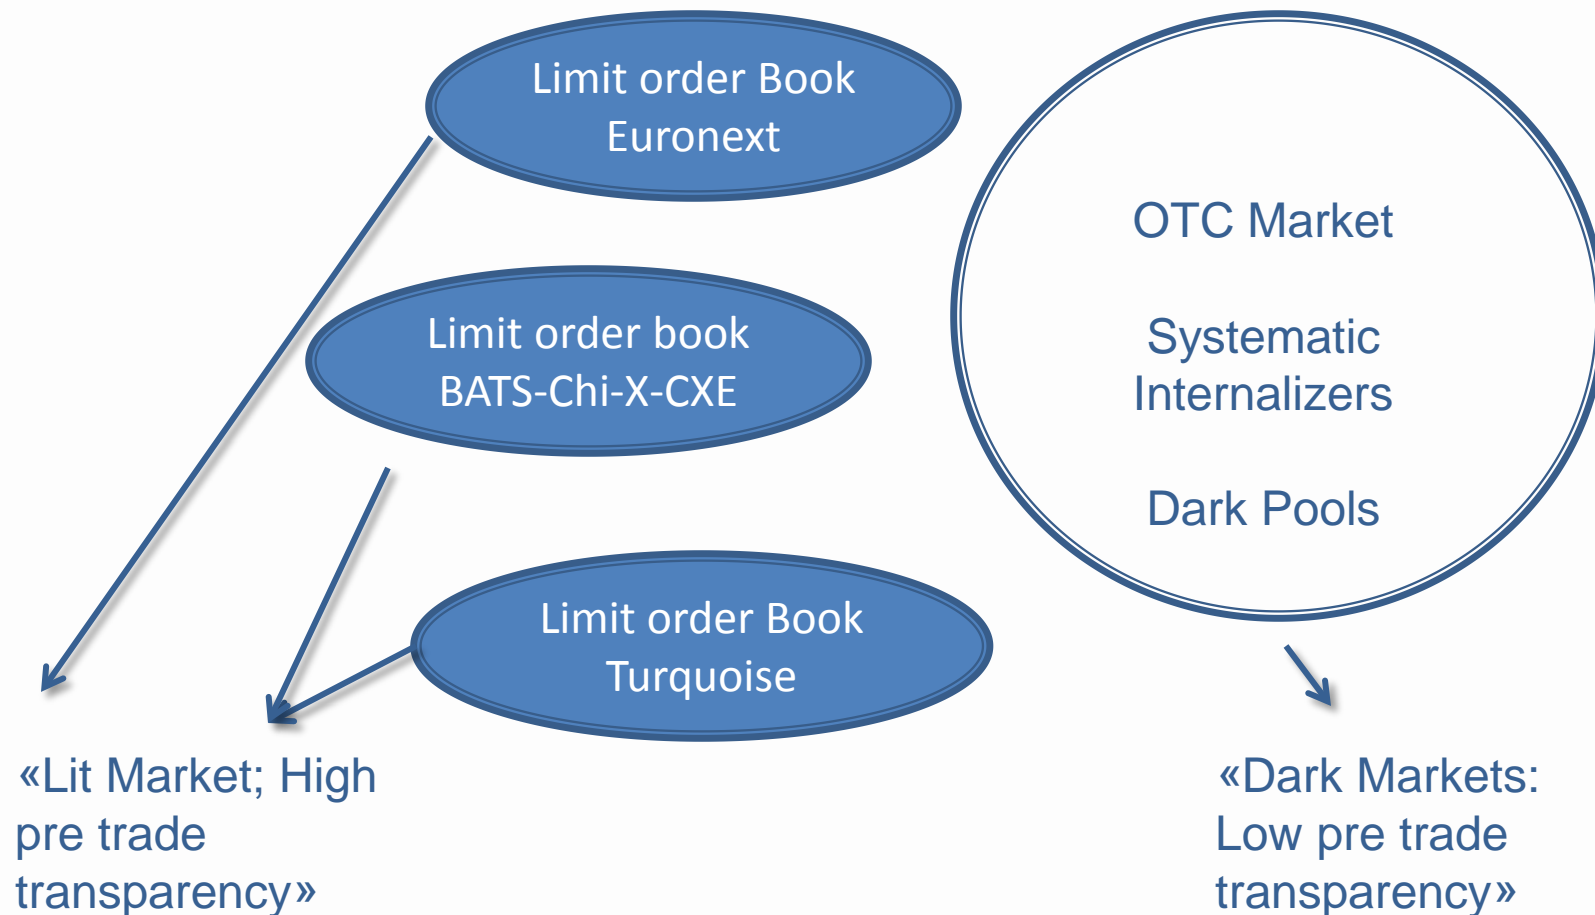 Limit order Book
Euronext
Limit order book
BATS-Chi-X-CXE
Limit order Book
Turquoise
OTC Market
Systematic
Internalizers
Dark Pools
«Lit Market; High
pre trade
transparency»
«Dark Markets:
Low pre trade
transparency»